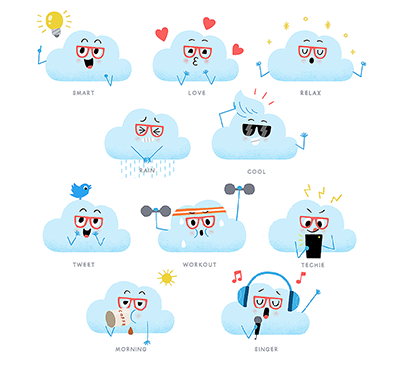 SMART
LOVE
RELAX
RAIN
COOL
TWEET
WORKOUT
TECHIE
MORNING
SINGER